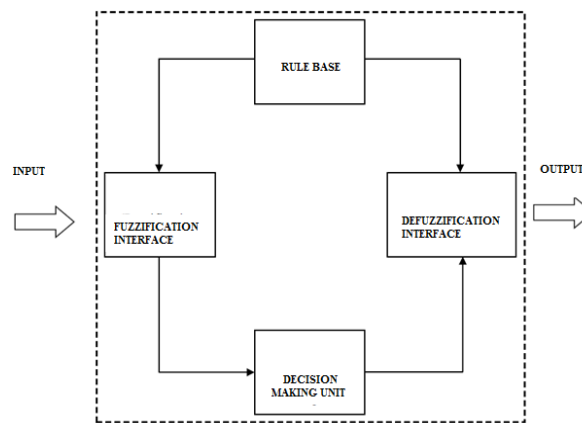 RULE BASE
INPUT
OUTPUT
FUZZIFICATION
INTERFACE
DEFUZZIFICATION
INTERFACE
DECISION
MAKING UNIT